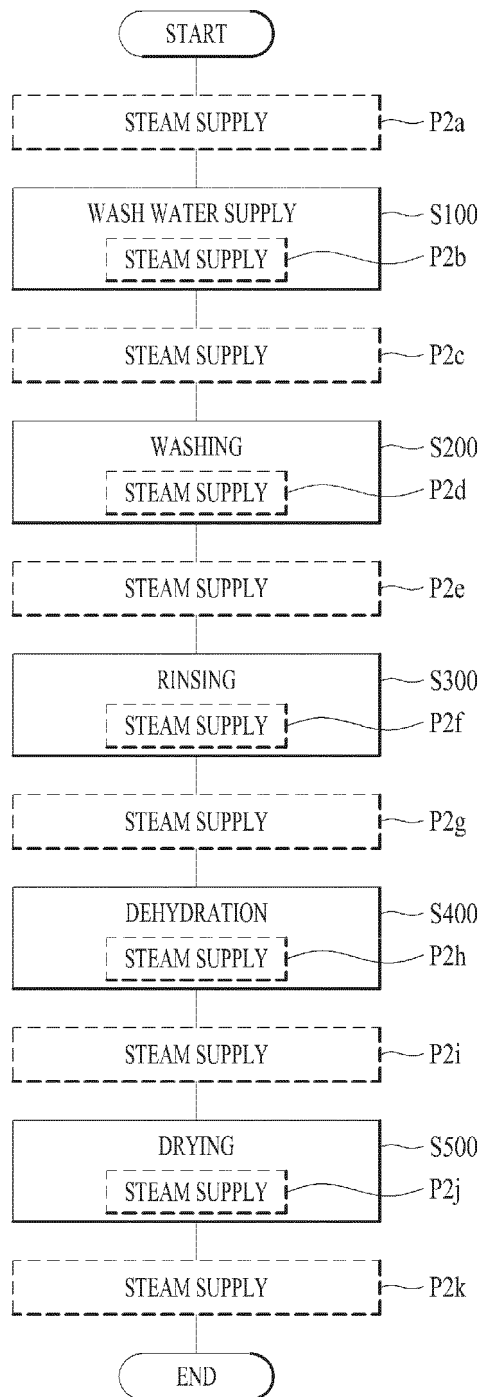 START
STEAM SUPPLY P2a
WASH WATER SUPPLY S100
STEAM SUPPLY P2b
STEAM SUPPLY P2c
WASHING S200
STEAM SUPPLY P2d
STEAM SUPPLY P2e
RINSING S300
STEAM SUPPLY P2f
STEAM SUPPLY P2g
DEHYDRATION S400
STEAM SUPPLY P2h
STEAM SUPPLY P2i
DRYING S500
STEAM SUPPLY P2j
STEAM SUPPLY P2k
END